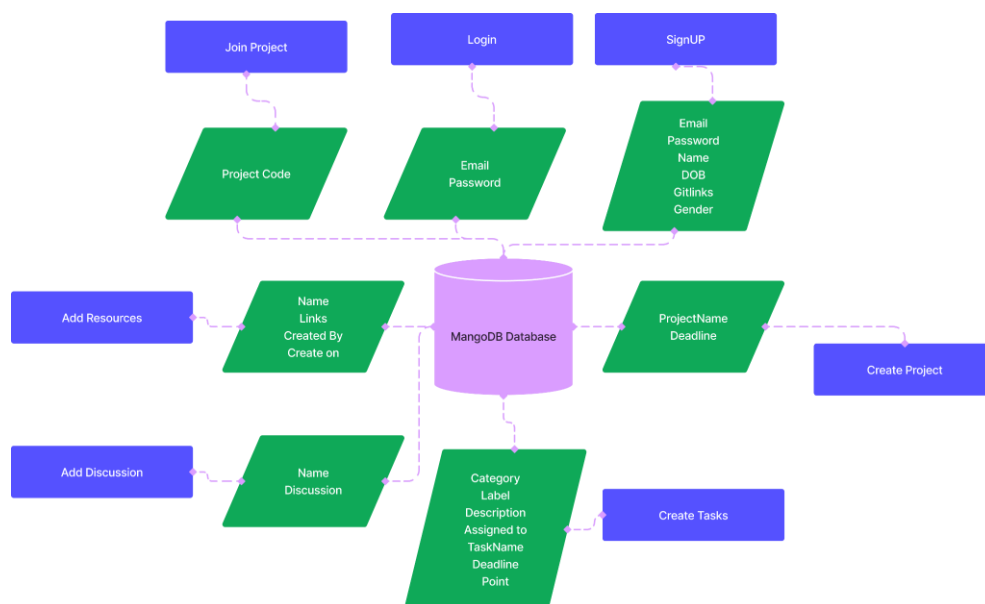 Join Project
Login
SignUP
Project Code
Email
Password
Email
Password
Name
DOB
Gitlinks
Gender
Add Resources
Name
Links
Created By
Create on
MangoDB Database
ProjectName
Deadline
Create Project
Add Discussion
Name
Discussion
Category
Label
Description
Assigned to
TaskName
Deadline
Point
Create Tasks